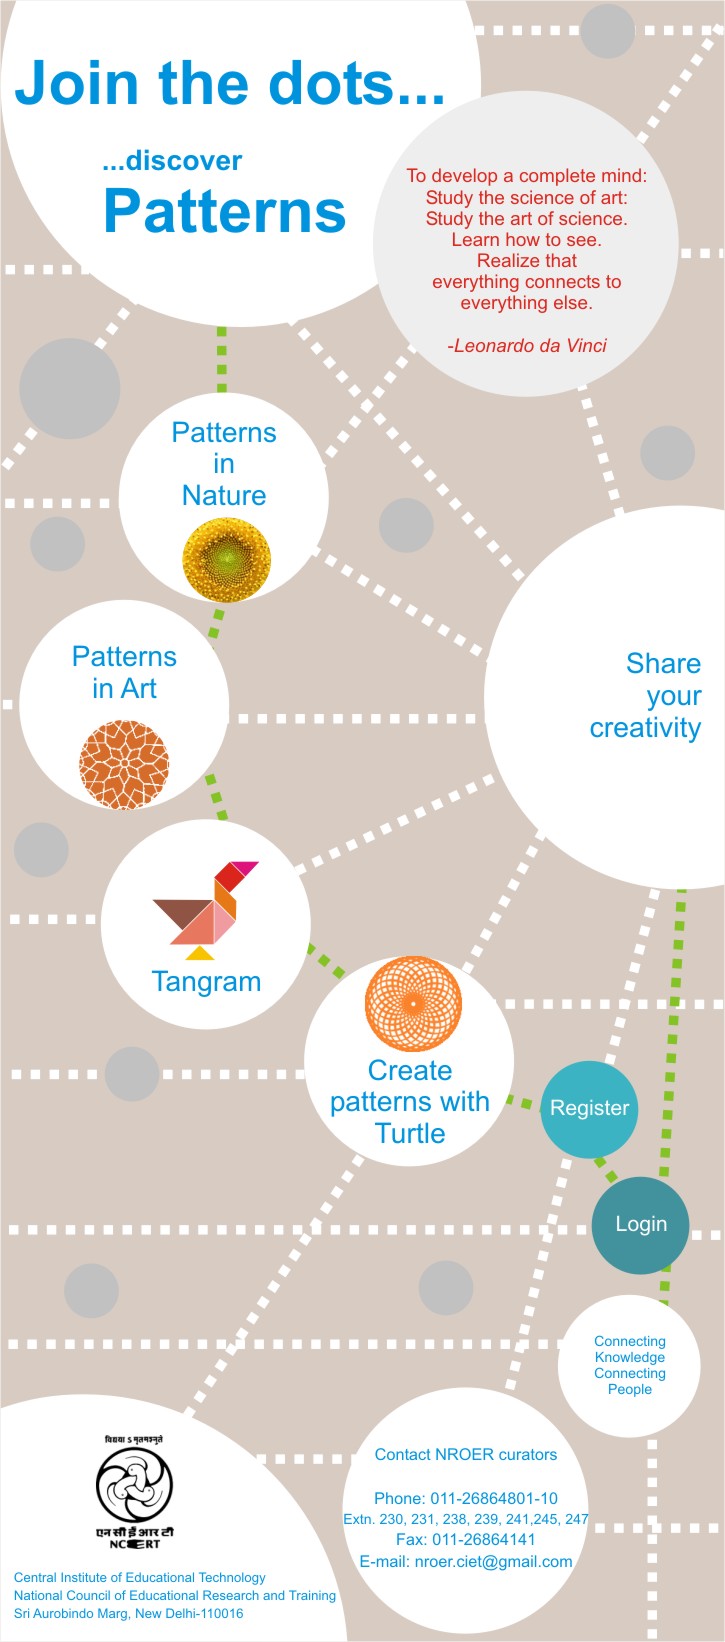 Join the dots...
...discover
Patterns
To develop a complete mind:
Study the science of art:
Study the art of science.
Learn how to see.
Realize that
everything connects to
everything else.
-Leonardo da Vinci
Patterns
in
Nature
Patterns
in Art
Share
your
creativity
Tangram
Create
patterns with
Turtle
Register
Login
Connecting
Knowledge
Connecting
People
Contact NROER curators
Phone: 011-26864801-10
Extn. 230, 231, 238, 239, 241,245, 247
Fax: 011-26864141
E-mail: nroer.ciet@gmail.com
विद्यया ऽ मृतमश्नुते
एन सी ई आर टी
NCERT
Central Institute of Educational Technology
National Council of Educational Research and Training
Sri Aurobindo Marg, New Delhi-110016